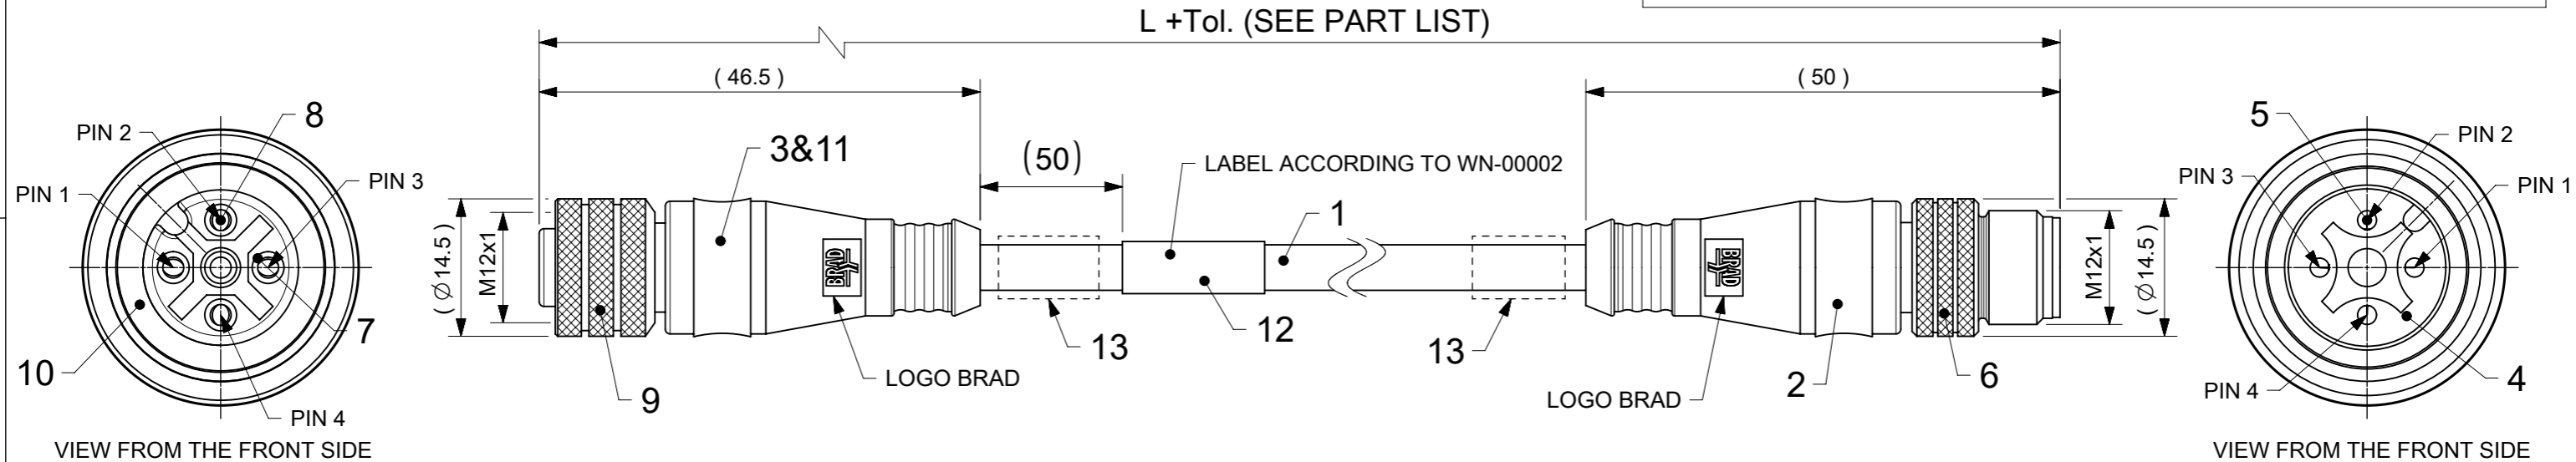 L +Tol. (SEE PART LIST)
( 46.5 )
( 50 )
8
PIN 2
3&11
(50)
LABEL ACCORDING TO WN-00002
5
PIN 2
PIN 1
PIN 3
1
PIN 3
PIN 1
( Ø 14.5 )
M12x1
BRAD
BRAD
M12x1
( Ø 14.5 )
10
7
13
12
13
LOGO BRAD
9
LOGO BRAD
2
6
4
PIN 4
PIN 4
VIEW FROM THE FRONT SIDE
VIEW FROM THE FRONT SIDE